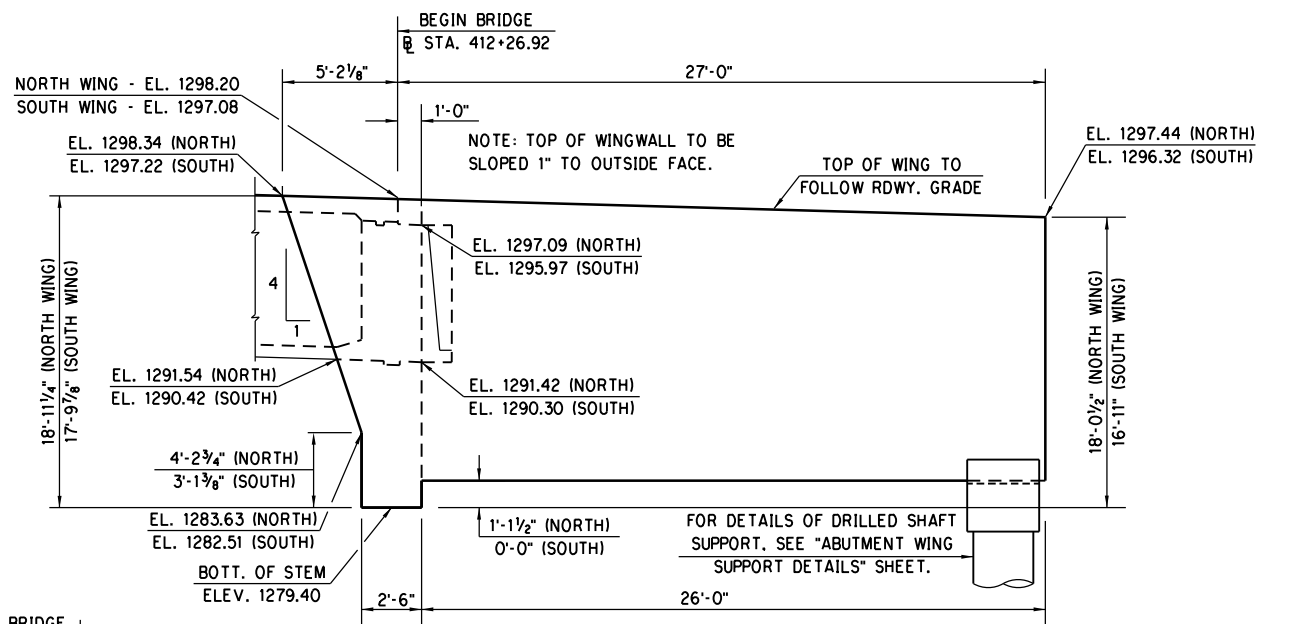 BEGIN BRIDGE
℄ STA. 412+26.92
5'-2⅛"
27'-0"
NORTH WING - EL. 1298.20
SOUTH WING - EL. 1297.08
1'-0"
NOTE: TOP OF WINGWALL TO BE
SLOPED 1" TO OUTSIDE FACE.
EL. 1298.34 (NORTH)
EL. 1297.22 (SOUTH)
TOP OF WING TO
FOLLOW RDWY. GRADE
EL. 1297.44 (NORTH)
EL. 1296.32 (SOUTH)
EL. 1297.09 (NORTH)
EL. 1295.97 (SOUTH)
4
1
18'-11¼" (NORTH WING)
17'-9⅞" (SOUTH WING)
18'-0½" (NORTH WING)
16'-11" (SOUTH WING)
EL. 1291.54 (NORTH)
EL. 1290.42 (SOUTH)
EL. 1291.42 (NORTH)
EL. 1290.30 (SOUTH)
4'-2¾" (NORTH)
3'-1⅜" (SOUTH)
EL. 1283.63 (NORTH)
EL. 1282.51 (SOUTH)
1'-1½" (NORTH)
0'-0" (SOUTH)
FOR DETAILS OF DRILLED SHAFT
SUPPORT, SEE "ABUTMENT WING
SUPPORT DETAILS" SHEET.
BOTT. OF STEM
ELEV. 1279.40
2'-6"
26'-0"
BRIDGE